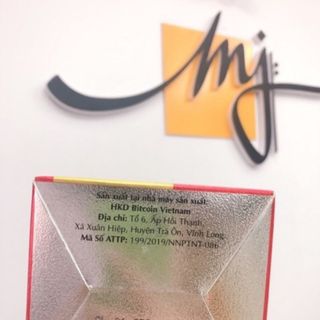 mj
Sản xuất tại nhà máy sản xuất:
HKD Bitcoin Vietnam
Địa chỉ: Tổ 6, Ấp Hồi Thạnh,
Xã Xuân Hiệp, Huyện Trà Ôn, Vĩnh Long.
Mã Số ATTP: 199/2019/NNPTNT-086